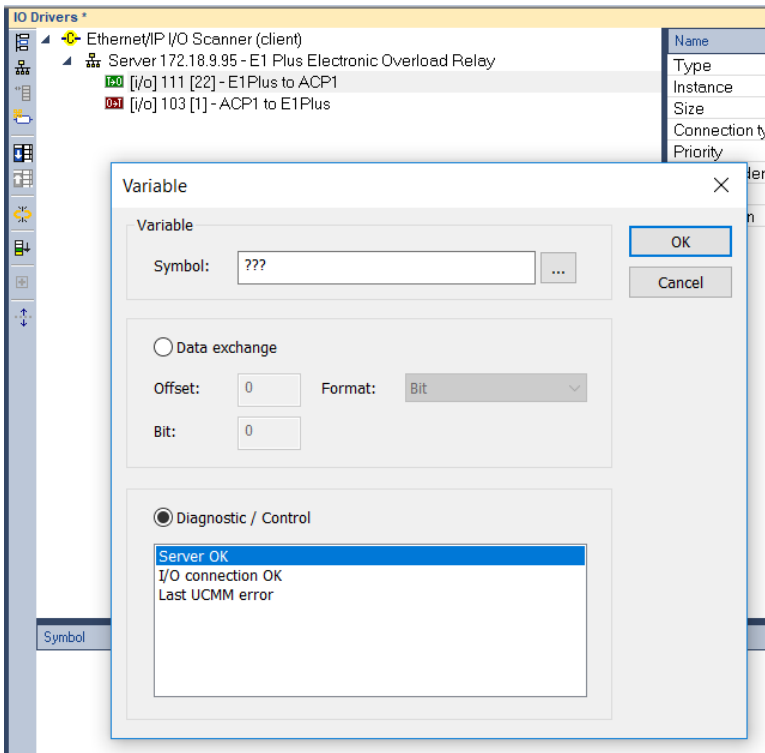 IO Drivers *
Ethernet/IP I/O Scanner (client)
Server 172.18.9.95 - E1 Plus Electronic Overload Relay
T>O [i/o] 111 [22] - E1Plus to ACP1
O>T [i/o] 103 [1] - ACP1 to E1Plus
Name
Type
Instance
Size
Connection ty
Priority
Variable
Variable
Symbol: ??? ...
OK
Cancel
Data exchange
Offset: 0 Format: Bit
Bit: 0
Diagnostic / Control
Server OK
I/O connection OK
Last UCMM error
Symbol